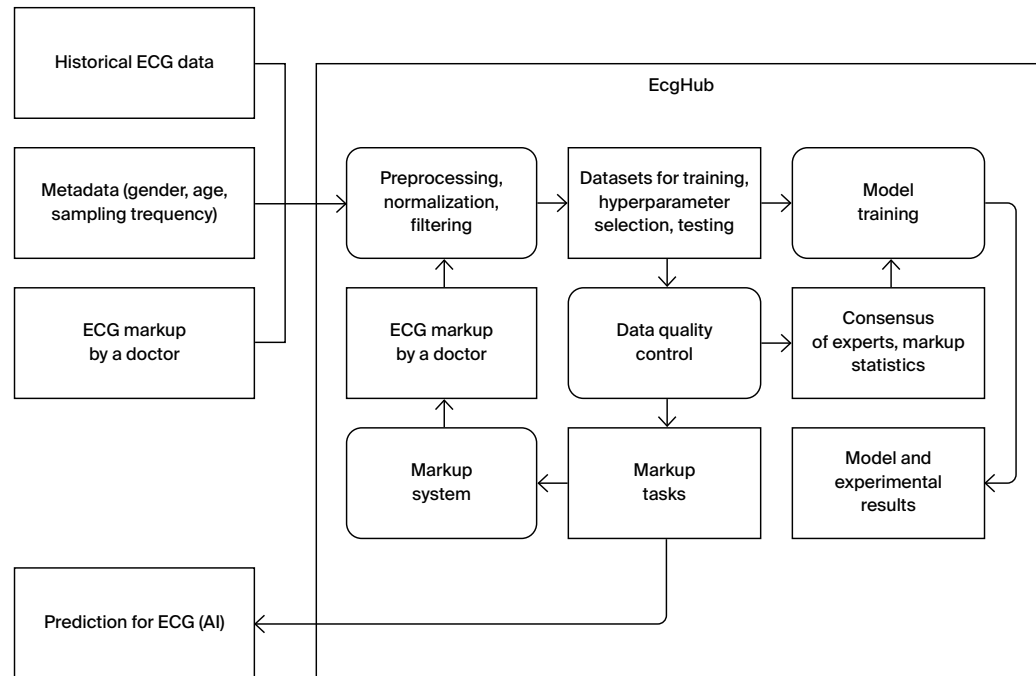 Historical ECG data
EcgHub
Metadata (gender, age,
sampling trequency)
Preprocessing,
normalization,
filtering
Datasets for training,
hyperparameter
selection, testing
Model
training
ECG markup
by a doctor
ECG markup
by a doctor
Data quality
control
Consensus
of experts, markup
statistics
Markup
system
Markup
tasks
Model and
experimental
results
Prediction for ECG (AI)